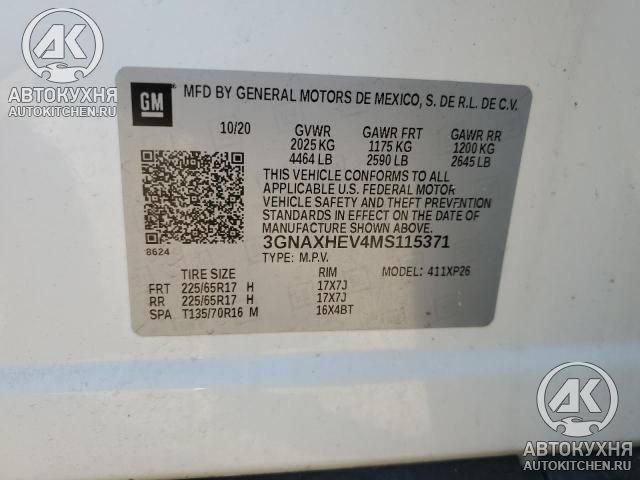 AK
АВТОКУХНЯ
AUTOKITCHEN.RU
GM
MFD BY GENERAL MOTORS DE MEXICO, S. DE R.L. DE C.V.
10/20 GVWR GAWR FRT GAWR RR
2025 KG 1175 KG 1200 KG
4464 LB 2590 LB 2645 LB
THIS VEHICLE CONFORMS TO ALL
APPLICABLE U.S. FEDERAL MOTOR
VEHICLE SAFETY AND THEFT PREVENTION
STANDARDS IN EFFECT ON THE DATE
OF MANUFACTURE SHOWN ABOVE.
3GNAXHEV4MS115371
8624
TYPE: M.P.V.
TIRE SIZE RIM MODEL: 411XP26
FRT 225/65R17 H 17X7J
RR 225/65R17 H 17X7J
SPA T135/70R16 M 16X4BT
AK
АВТОКУХНЯ
AUTOKITCHEN.RU